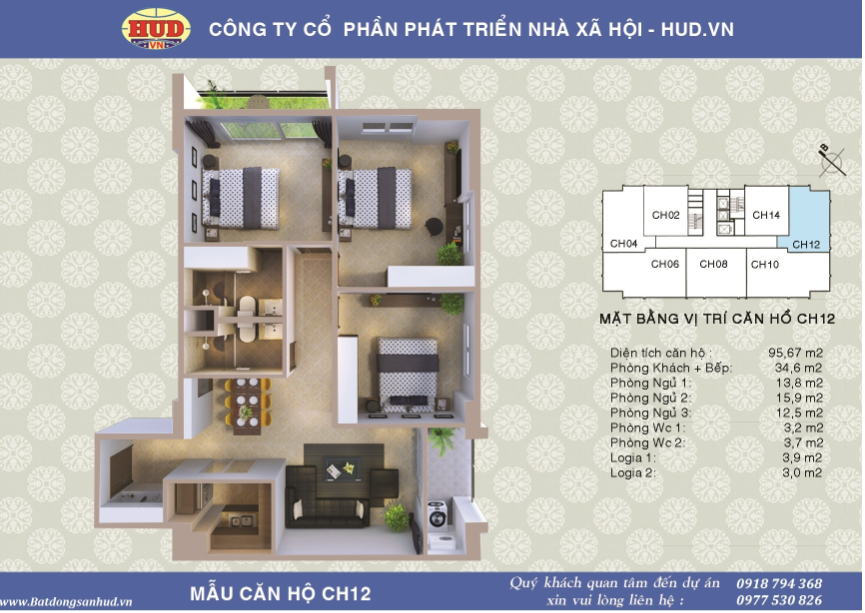 HUD
VN
CÔNG TY CỔ PHẦN PHÁT TRIỂN NHÀ XÃ HỘI - HUD.VN
B
CH02
CH14
CH04
CH12
CH06
CH08
CH10
MẶT BẰNG VỊ TRÍ CĂN HỔ CH12
Diện tích căn hộ : 95,67 m2
Phòng Khách + Bếp: 34,6 m2
Phòng Ngủ 1: 13,8 m2
Phòng Ngủ 2: 15,9 m2
Phòng Ngủ 3: 12,5 m2
Phòng Wc 1: 3,2 m2
Phòng Wc 2: 3,7 m2
Logia 1: 3,9 m2
Logia 2: 3,0 m2
www.Batdongsanhud.vn
MẪU CĂN HỘ CH12
Quý khách quan tâm đến dự án 0918 794 368
xin vui lòng liên hệ : 0977 530 826